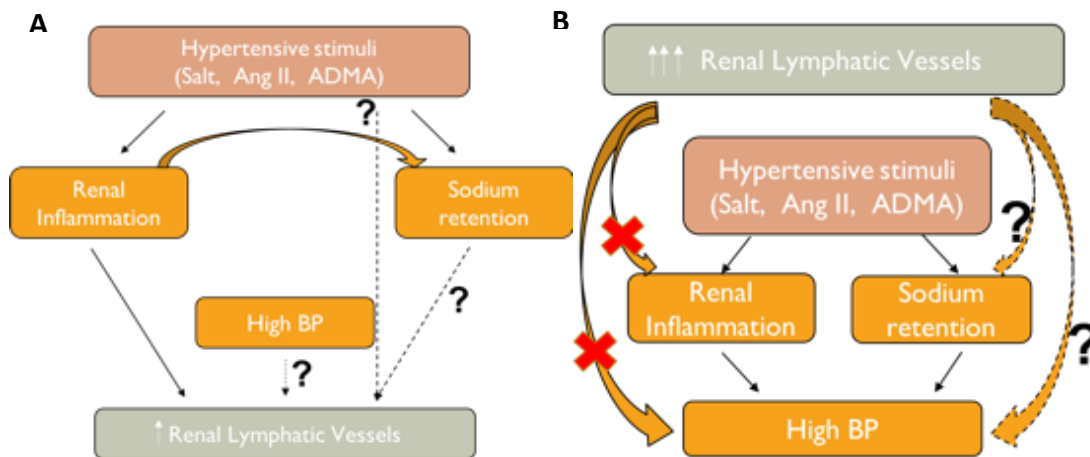 A
Hypertensive stimuli
(Salt, Ang II, ADMA)
?
Renal
Inflammation
Sodium
retention
?
High BP
?
↑ Renal Lymphatic Vessels
B
↑↑↑ Renal Lymphatic Vessels
Hypertensive stimuli
(Salt, Ang II, ADMA)
?
Renal
Inflammation
Sodium
retention
?
High BP